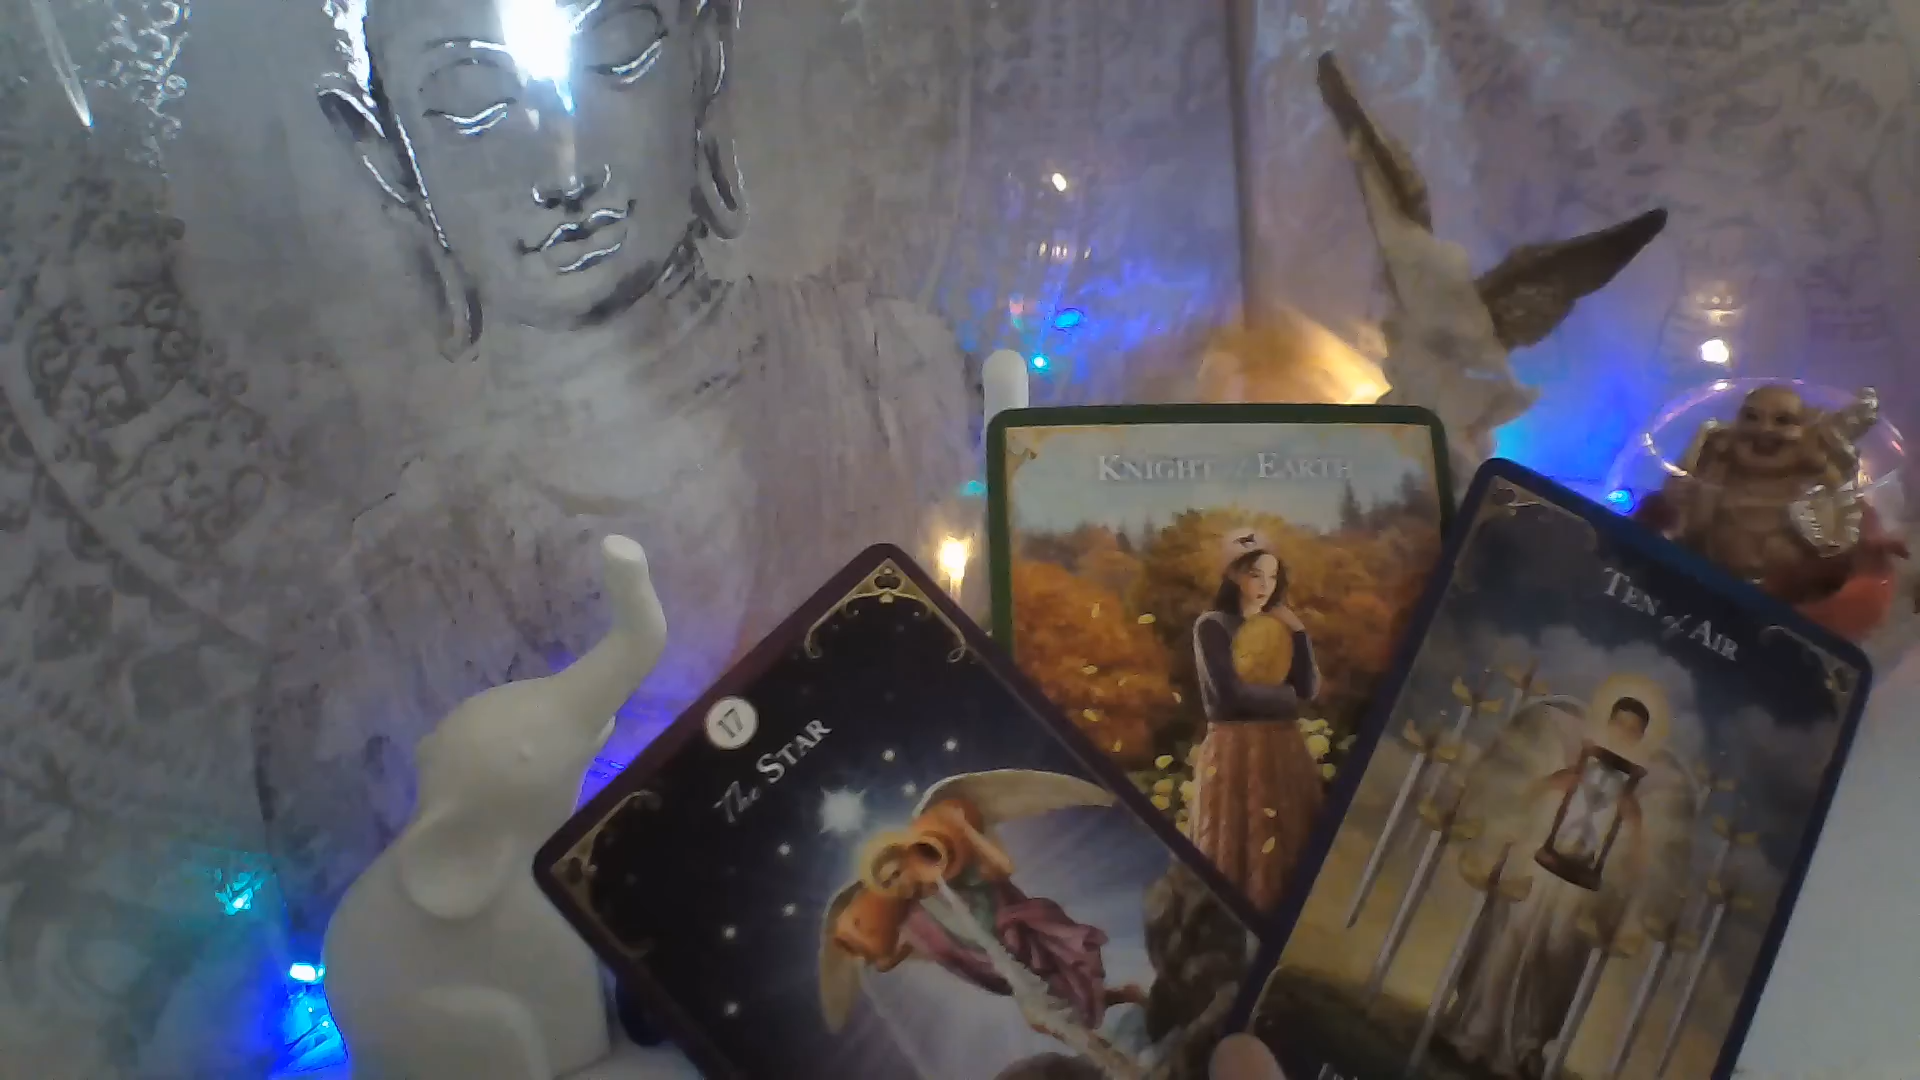 17
The STAR
KNIGHT of EARTH
TEN of AIR